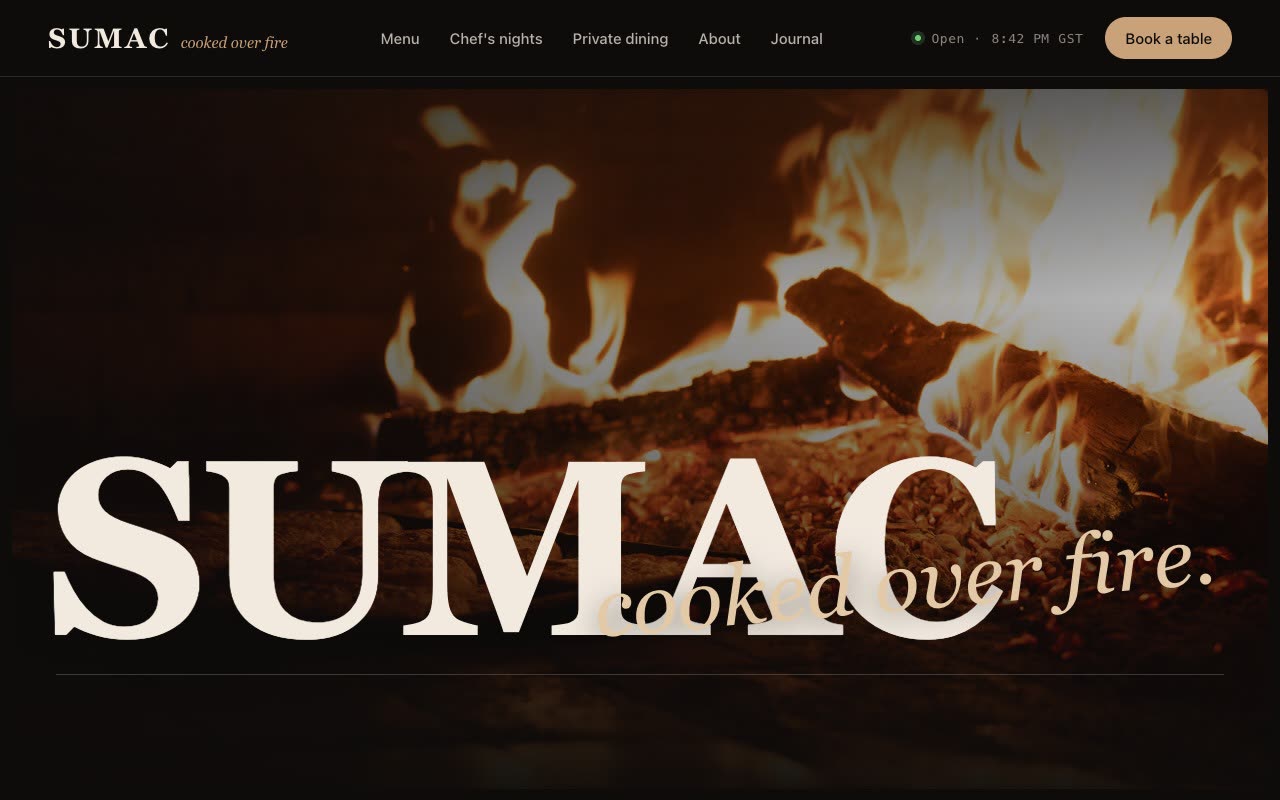 SUMAC cooked over fire
Menu
Chef's nights
Private dining
About
Journal
Open · 8:42 PM GST
Book a table
SUMAC
cooked over fire.